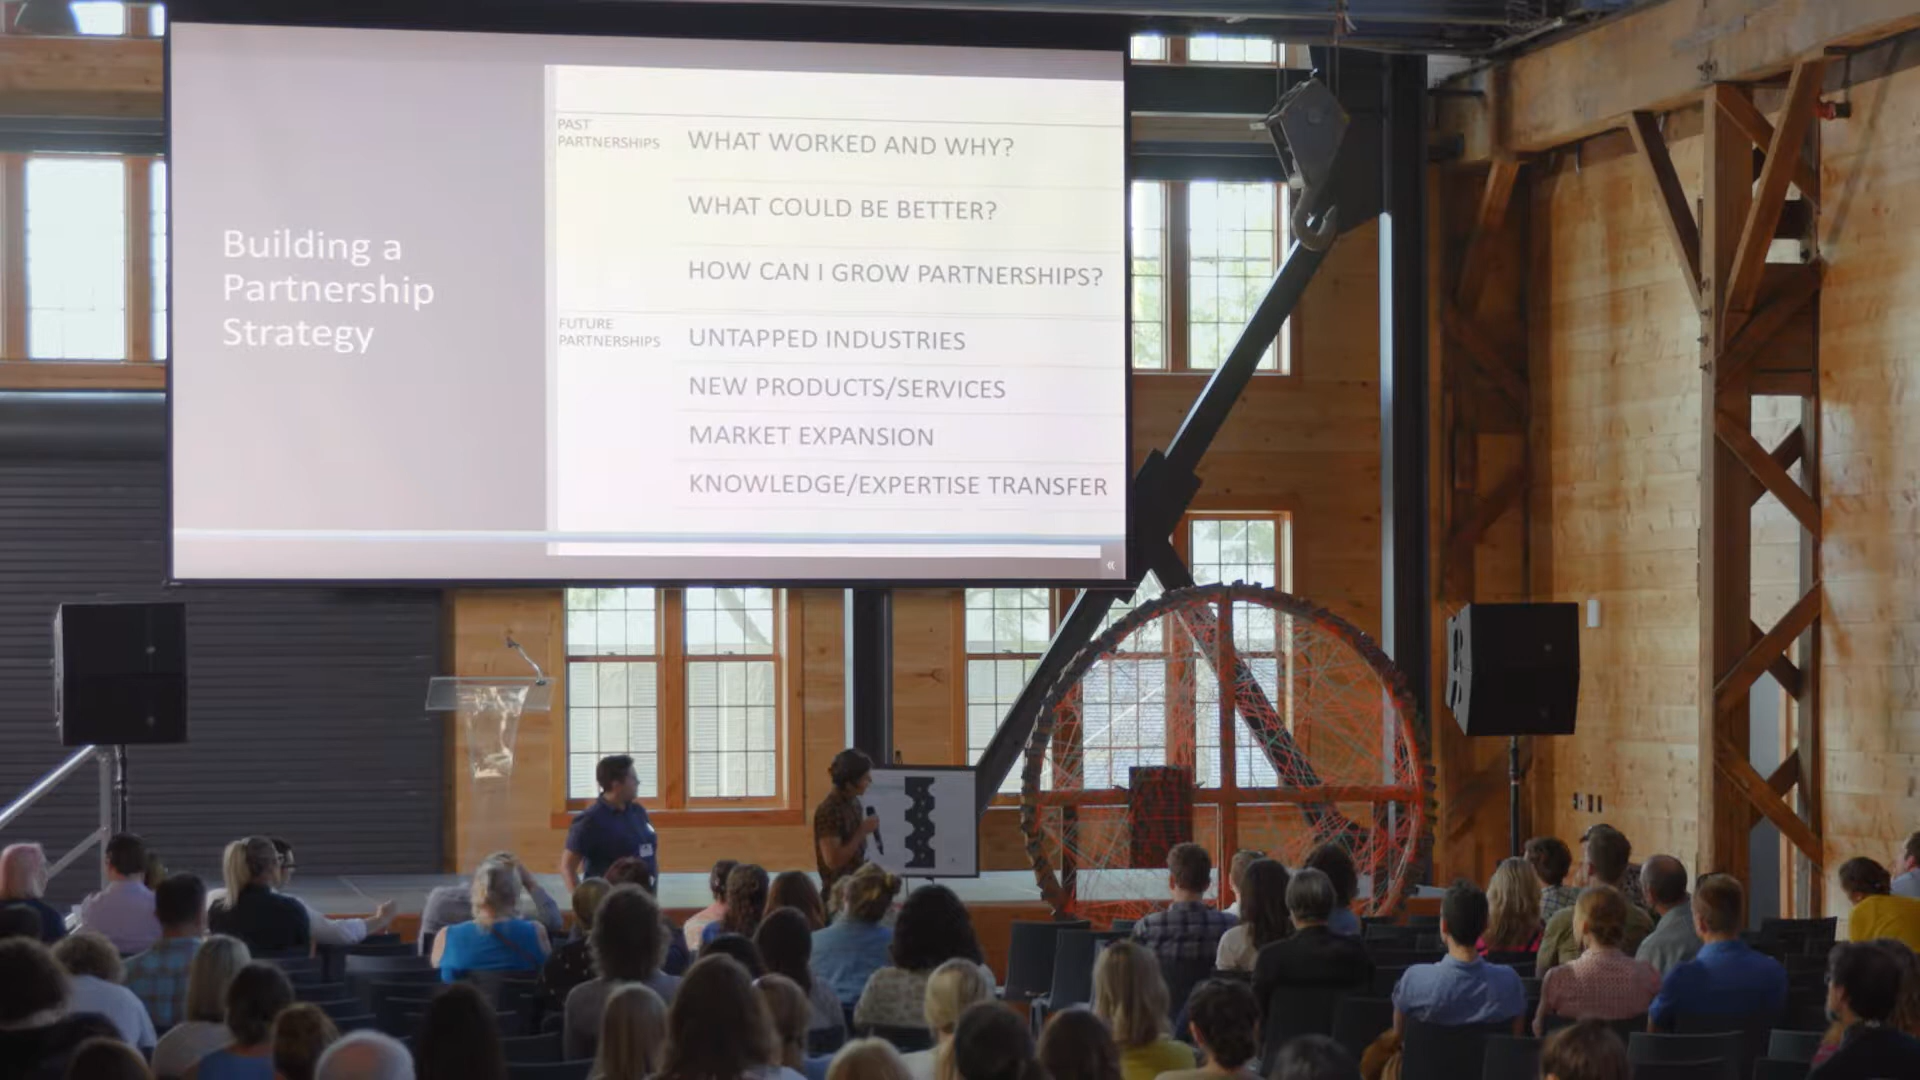 Building a
Partnership
Strategy
PAST
PARTNERSHIPS
WHAT WORKED AND WHY?
WHAT COULD BE BETTER?
HOW CAN I GROW PARTNERSHIPS?
FUTURE
PARTNERSHIPS
UNTAPPED INDUSTRIES
NEW PRODUCTS/SERVICES
MARKET EXPANSION
KNOWLEDGE/EXPERTISE TRANSFER
«